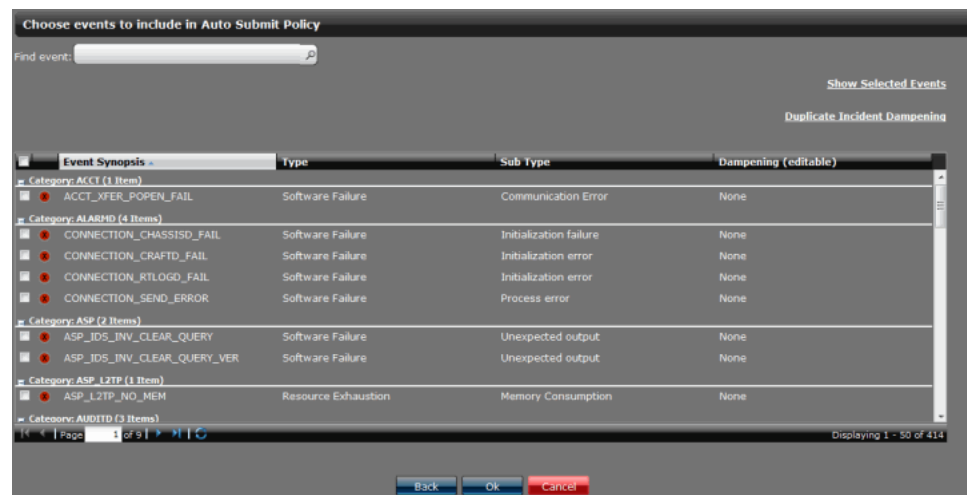 Choose events to include in Auto Submit Policy
Find event:
Show Selected Events
Duplicate Incident Dampening
Event Synopsis Type Sub Type Dampening (editable)
Category: ACCT (1 Item)
X ACCT_XFER_POPEN_FAIL Software Failure Communication Error None
Category: ALARMD (4 Items)
X CONNECTION_CHASSISD_FAIL Software Failure Initialization failure None
X CONNECTION_CRAFTD_FAIL Software Failure Initialization error None
X CONNECTION_RTLOGD_FAIL Software Failure Initialization error None
X CONNECTION_SEND_ERROR Software Failure Process error None
Category: ASP (2 Items)
X ASP_IDS_INV_CLEAR_QUERY Software Failure Unexpected output None
X ASP_IDS_INV_CLEAR_QUERY_VER Software Failure Unexpected output None
Category: ASP_L2TP (1 Item)
X ASP_L2TP_NO_MEM Resource Exhaustion Memory Consumption None
Category: AUDITD (3 Items)
Page 1 of 9 Displaying 1 - 50 of 414
Back Ok Cancel